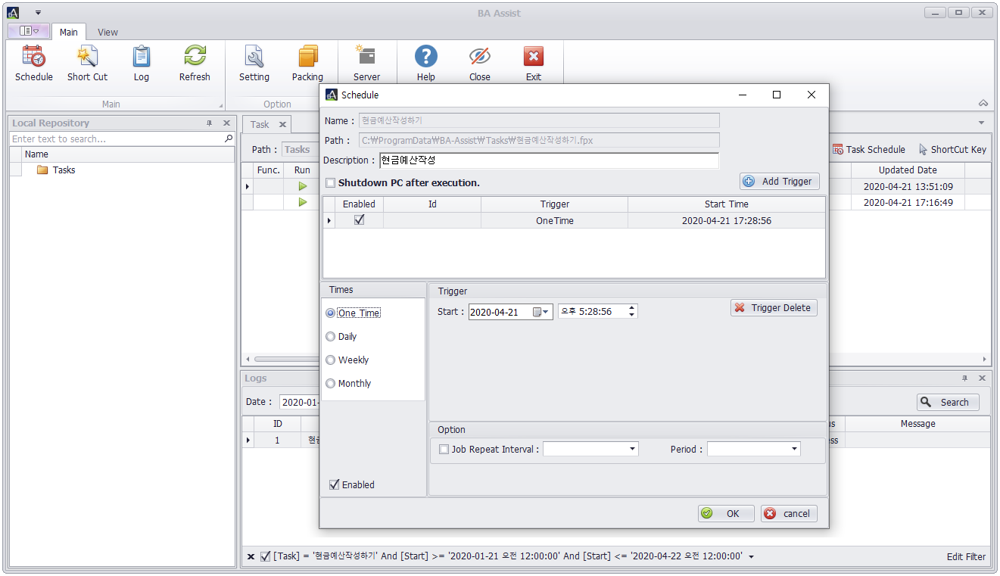 BA Assist
Main View
Schedule Short Cut Log Refresh Setting Packing Server Help Close Exit
Main Option
Local Repository
Enter text to search...
Name
Tasks
Task
Path : Tasks
Task Schedule ShortCut Key
Func. Run Updated Date
2020-04-21 13:51:09
2020-04-21 17:16:49
Schedule
Name : 현금예산작성하기
Path : C:\ProgramData\BA-Assist\Tasks\현금예산작성하기.fpx
Description : 현금예산작성
Shutdown PC after execution.
Add Trigger
Enabled Id Trigger Start Time
OneTime 2020-04-21 17:28:56
Times
One Time
Daily
Weekly
Monthly
Enabled
Trigger
Start : 2020-04-21 오후 5:28:56
Trigger Delete
Option
Job Repeat Interval : Period :
OK cancel
Logs
Date : 2020-01-
Search
ID Message
1
[Task] = '현금예산작성하기' And [Start] >= '2020-01-21 오전 12:00:00' And [Start] <= '2020-04-22 오전 12:00:00'
Edit Filter